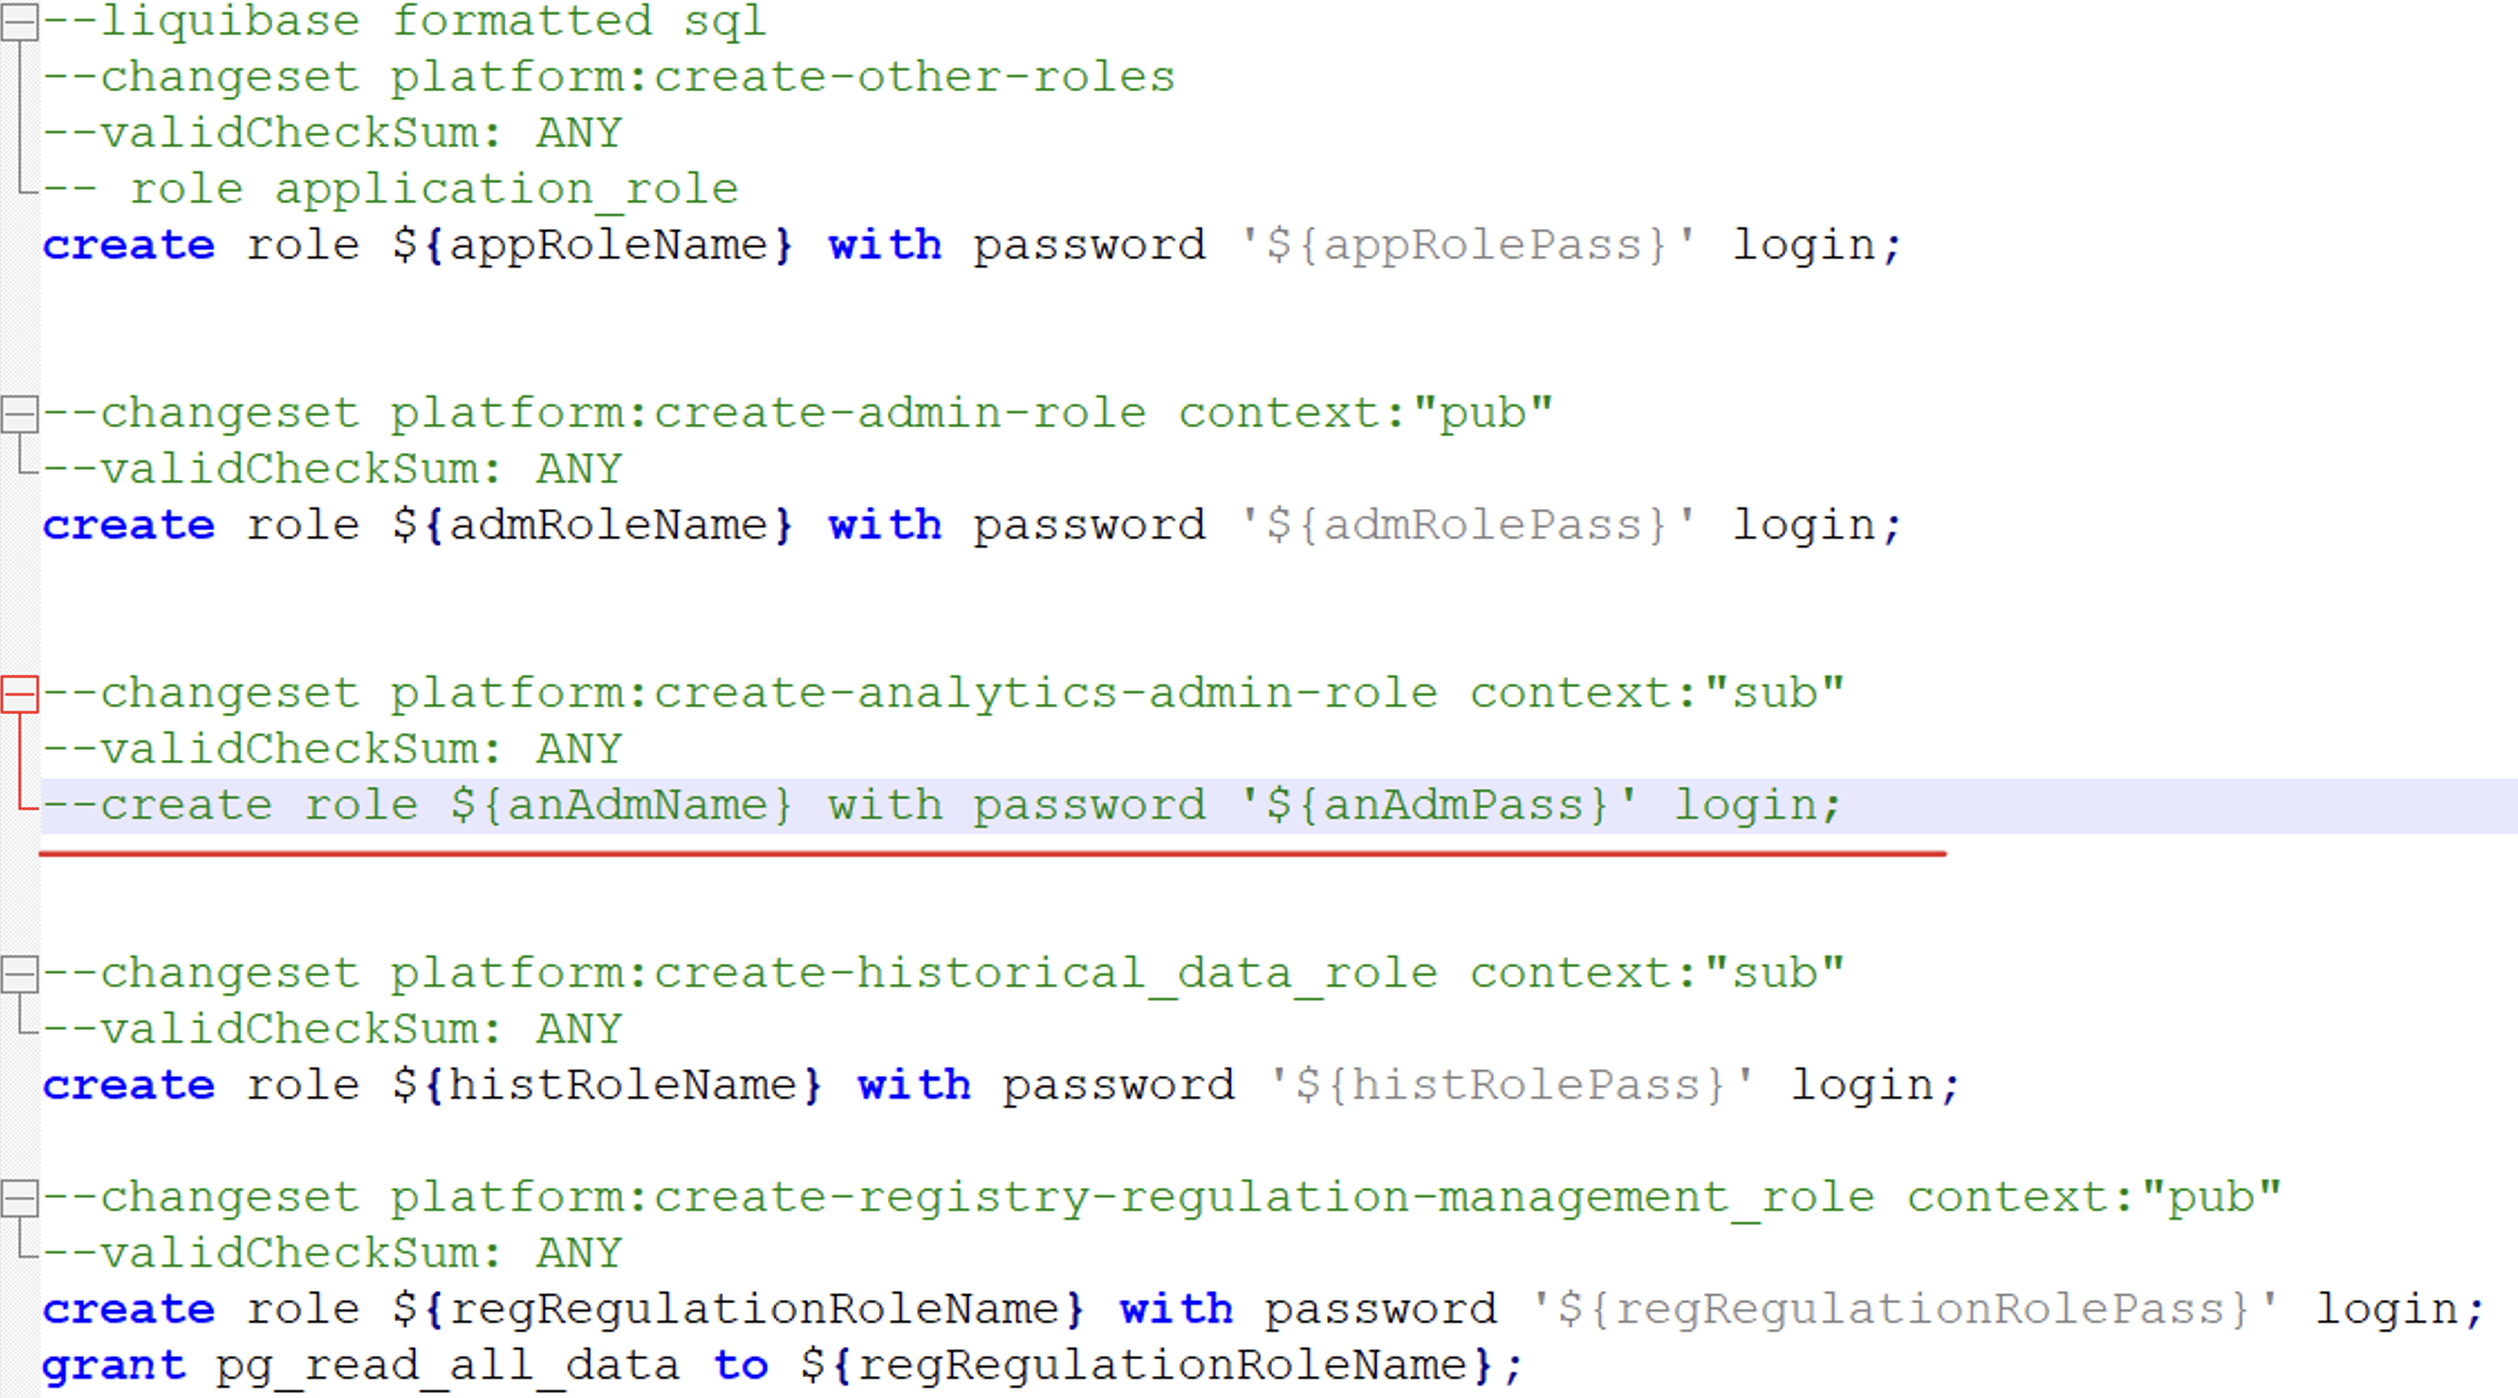 --liquibase formatted sql
--changeset platform:create-other-roles
--validCheckSum: ANY
-- role application_role
create role ${appRoleName} with password '${appRolePass}' login;
--changeset platform:create-admin-role context:"pub"
--validCheckSum: ANY
create role ${admRoleName} with password '${admRolePass}' login;
--changeset platform:create-analytics-admin-role context:"sub"
--validCheckSum: ANY
--create role ${anAdmName} with password '${anAdmPass}' login;
--changeset platform:create-historical_data_role context:"sub"
--validCheckSum: ANY
create role ${histRoleName} with password '${histRolePass}' login;
--changeset platform:create-registry-regulation-management_role context:"pub"
--validCheckSum: ANY
create role ${regRegulationRoleName} with password '${regRegulationRolePass}' login;
grant pg_read_all_data to ${regRegulationRoleName};